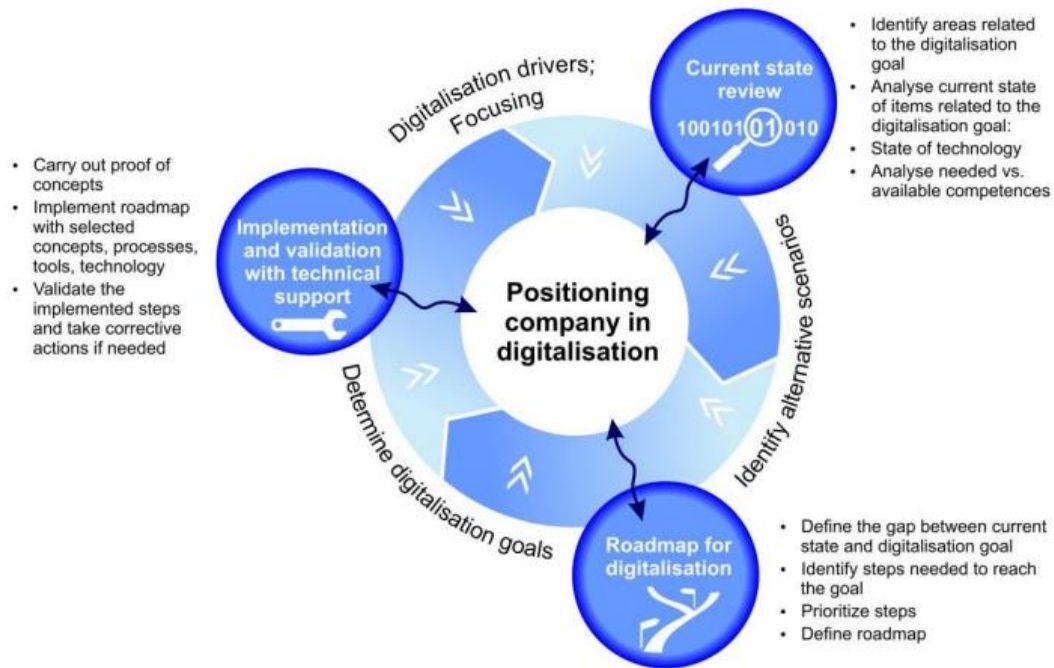 Digitalisation drivers;
Focusing
Current state
review
100101 01 010
• Identify areas related
to the digitalisation
goal
• Analyse current state
of items related to the
digitalisation goal:
• State of technology
• Analyse needed vs.
available competences
• Carry out proof of
concepts
• Implement roadmap
with selected
concepts, processes,
tools, technology
• Validate the
implemented steps
and take corrective
actions if needed
Implementation
and validation
with technical
support
Positioning
company in
digitalisation
Identify alternative scenarios
Determine digitalisation goals
Roadmap for
digitalisation
• Define the gap between current
state and digitalisation goal
• Identify steps needed to reach
the goal
• Prioritize steps
• Define roadmap